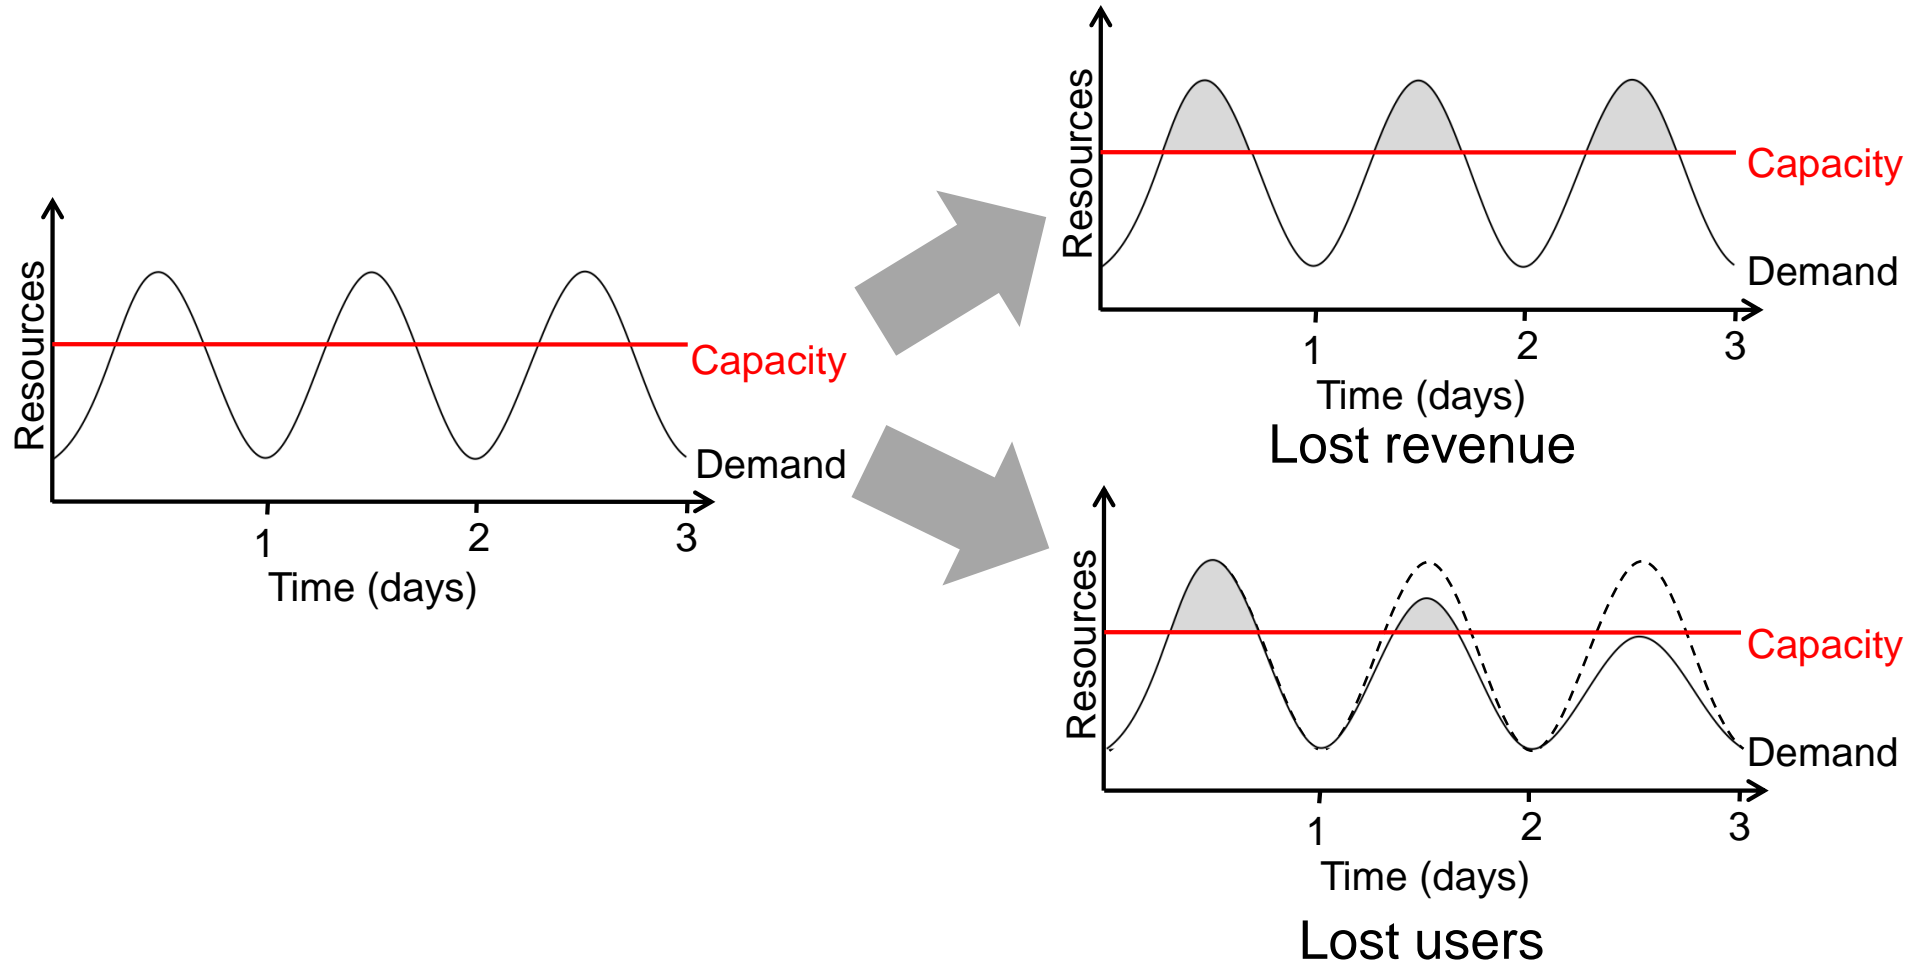 Resources
Capacity
Demand
1
2
3
Time (days)
Resources
Capacity
Demand
1
2
3
Time (days)
Lost revenue
Resources
Capacity
Demand
1
2
3
Time (days)
Lost users